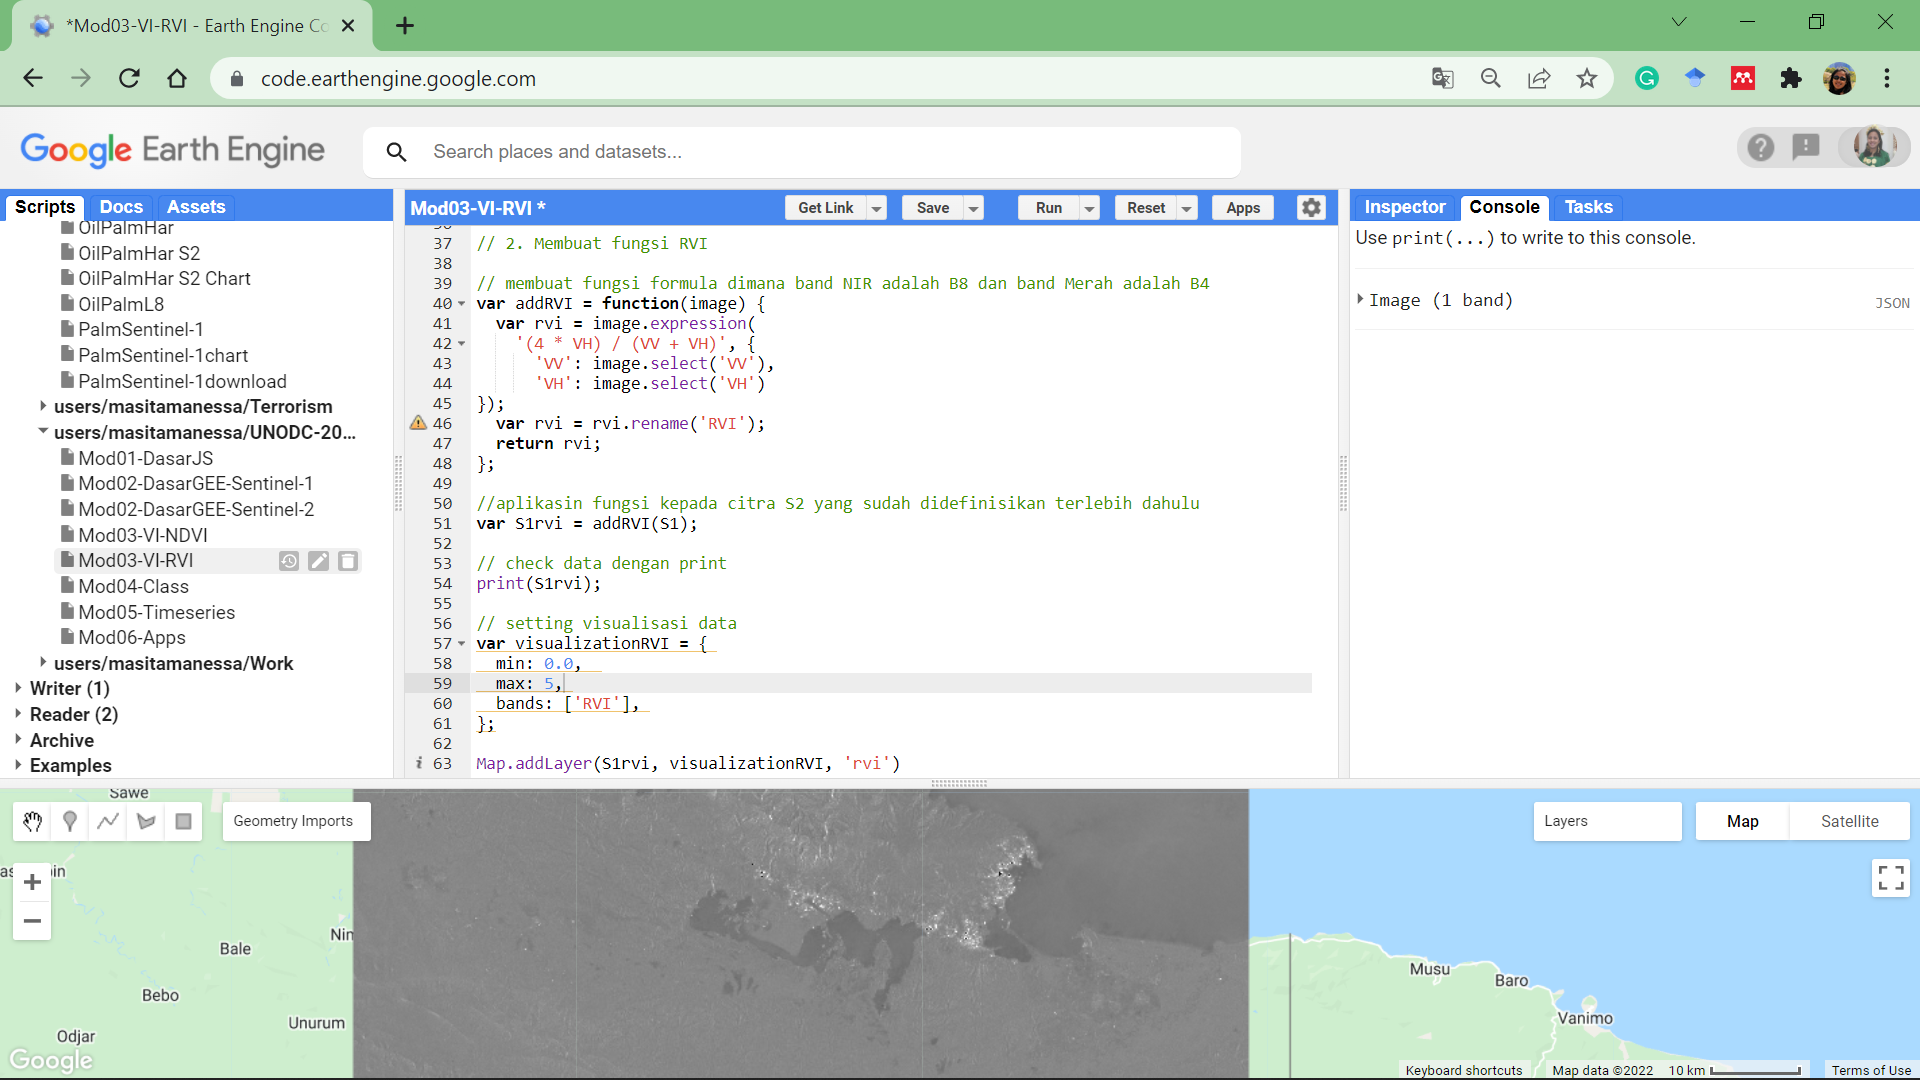 *Mod03-VI-RVI - Earth Engine Co
code.earthengine.google.com
Google Earth Engine
Search places and datasets...
Scripts Docs Assets
OilPalmHar
OilPalmHar S2
OilPalmHar S2 Chart
OilPalmL8
PalmSentinel-1
PalmSentinel-1chart
PalmSentinel-1download
users/masitamanessa/Terrorism
users/masitamanessa/UNODC-20...
Mod01-DasarJS
Mod02-DasarGEE-Sentinel-1
Mod02-DasarGEE-Sentinel-2
Mod03-VI-NDVI
Mod03-VI-RVI
Mod04-Class
Mod05-Timeseries
Mod06-Apps
users/masitamanessa/Work
Writer (1)
Reader (2)
Archive
Examples
Mod03-VI-RVI * Get Link Save Run Reset Apps
36
37 // 2. Membuat fungsi RVI
38
39 // membuat fungsi formula dimana band NIR adalah B8 dan band Merah adalah B4
40 var addRVI = function(image) {
41 var rvi = image.expression(
42 '(4 * VH) / (VV + VH)', {
43 'VV': image.select('VV'),
44 'VH': image.select('VH')
45 });
46 var rvi = rvi.rename('RVI');
47 return rvi;
48 };
49
50 //aplikasin fungsi kepada citra S2 yang sudah didefinisikan terlebih dahulu
51 var S1rvi = addRVI(S1);
52
53 // check data dengan print
54 print(S1rvi);
55
56 // setting visualisasi data
57 var visualizationRVI = {
58 min: 0.0,
59 max: 5,
60 bands: ['RVI'],
61 };
62
i 63 Map.addLayer(S1rvi, visualizationRVI, 'rvi')
Inspector Console Tasks
Use print(...) to write to this console.
Image (1 band) JSON
Sawe
Geometry Imports
Layers
Map Satellite
Nin
Bale
Bebo
Unurum
Odjar
Google
Musu
Baro
Vanimo
Keyboard shortcuts Map data ©2022 10 km Terms of Use